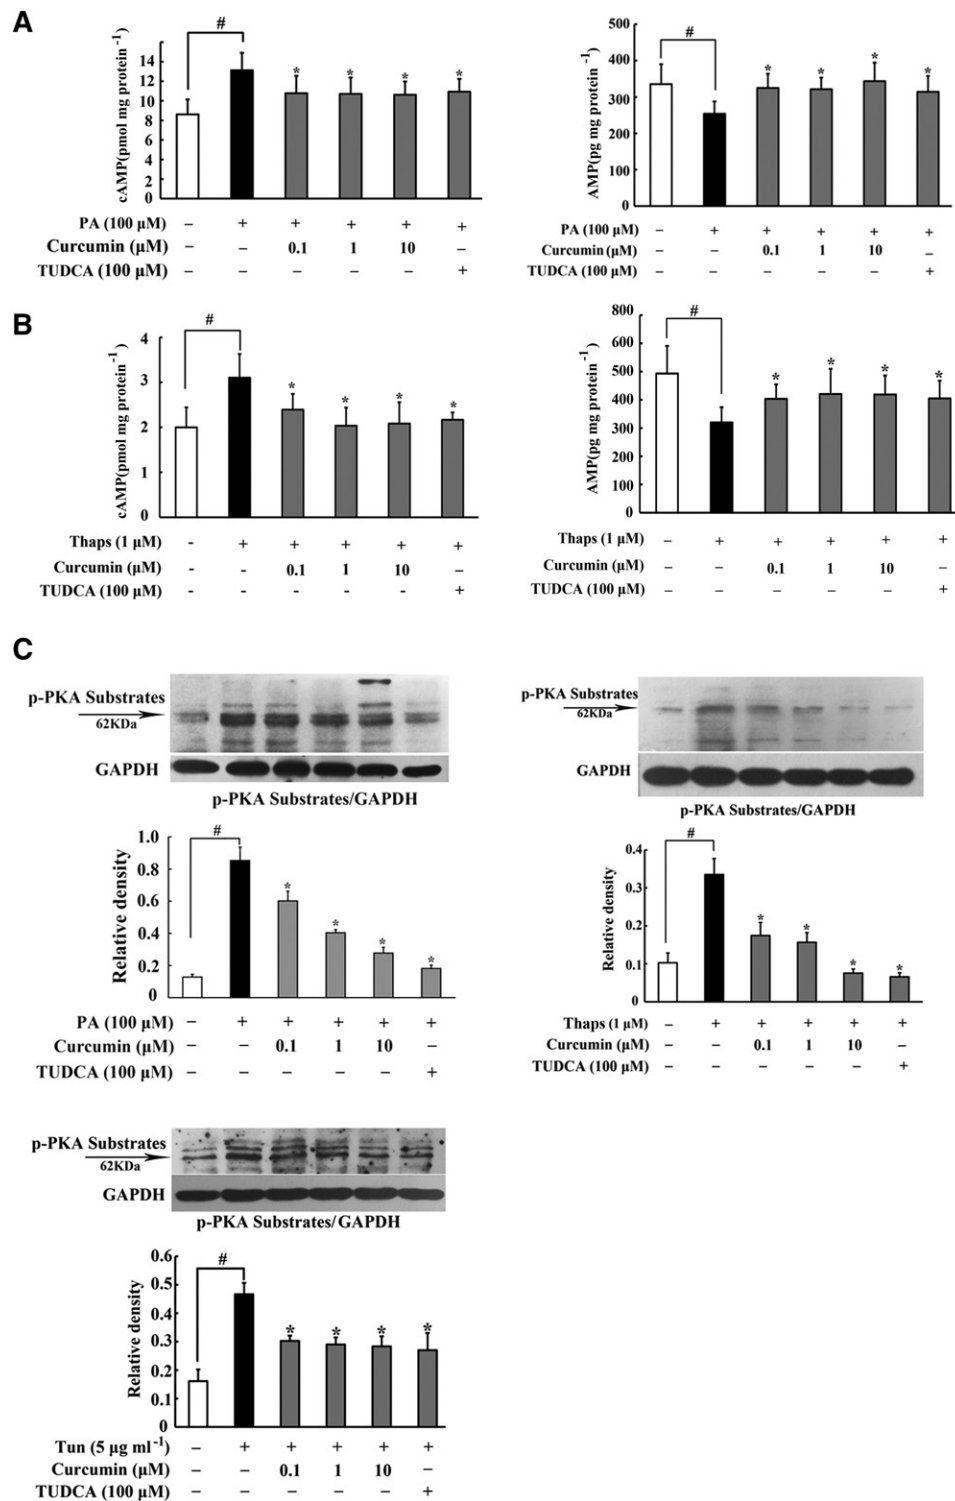 A
cAMP(pmol mg protein -1)
14
12
10
8
6
4
2
0
#
* * * *
PA (100 μM) – + + + + +
Curcumin (μM) – – 0.1 1 10 –
TUDCA (100 μM) – – – – – +
AMP(pg mg protein -1)
500
400
300
200
100
0
#
* * * *
PA (100 μM) – + + + + +
Curcumin (μM) – – 0.1 1 10 –
TUDCA (100 μM) – – – – – +
B
cAMP(pmol mg protein -1)
4
3
2
1
0
#
* * * *
Thaps (1 μM) - + + + + +
Curcumin (μM) - - 0.1 1 10 –
TUDCA (100 μM) - - - - - +
AMP(pg mg protein -1)
800
600
500
400
300
200
100
0
#
* * * *
Thaps (1 μM) – + + + + +
Curcumin (μM) – – 0.1 1 10 –
TUDCA (100 μM) – – – – – +
C
p-PKA Substrates
62KDa
GAPDH
p-PKA Substrates/GAPDH
Relative density
1.0
0.8
0.6
0.4
0.2
0
#
* * * *
PA (100 μM) – + + + + +
Curcumin (μM) – – 0.1 1 10 –
TUDCA (100 μM) – – – – – +
p-PKA Substrates
62KDa
GAPDH
p-PKA Substrates/GAPDH
Relative density
0.4
0.3
0.2
0.1
0
#
* * * *
Thaps (1 μM) – + + + + +
Curcumin (μM) – – 0.1 1 10 –
TUDCA (100 μM) – – – – – +
p-PKA Substrates
62KDa
GAPDH
p-PKA Substrates/GAPDH
Relative density
0.6
0.5
0.4
0.3
0.2
0.1
0
#
* * * *
Tun (5 μg ml-1) – + + + + +
Curcumin (μM) – – 0.1 1 10 –
TUDCA (100 μM) – – – – – +